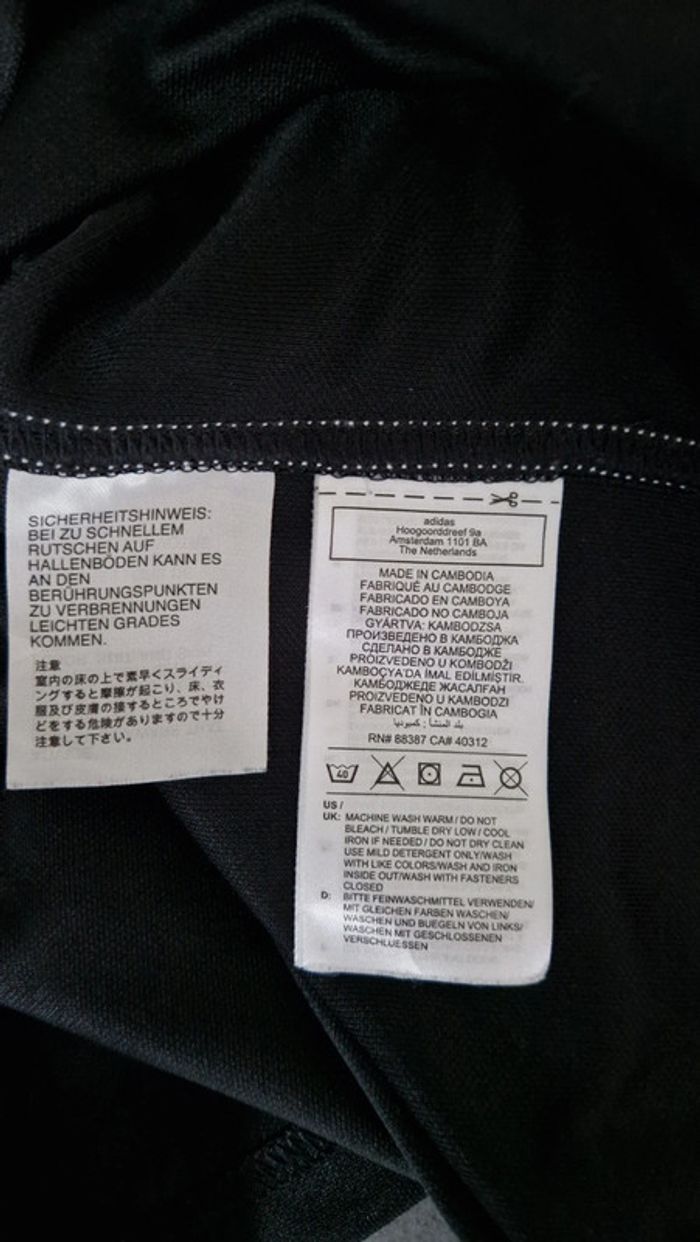 SICHERHEITSHINWEIS:
BEI ZU SCHNELLEM
RUTSCHEN AUF
HALLENBÖDEN KANN ES
AN DEN
BERÜHRUNGSPUNKTEN
ZU VERBRENNUNGEN
LEICHTEN GRADES
KOMMEN.
注意
室内の床の上で素早くスライディ
ングすると摩擦が起こり、床、衣
服及び皮膚の接するところでやけ
どをする危険がありますので十分
注意して下さい。
adidas
Hoogoorddreef 9a
Amsterdam 1101 BA
The Netherlands
MADE IN CAMBODIA
FABRIQUÉ AU CAMBODGE
FABRICADO EN CAMBOYA
FABRICADO NO CAMBOJA
GYÁRTVA: KAMBODZSA
ПРОИЗВЕДЕНО В КАМБОДЖА
СДЕЛАНО В КАМБОДЖЕ
PROIZVEDENO U KOMBODŽI
KAMBOÇYA'DA İMAL EDİLMİŞTİR.
КАМБОДЖЕДЕ ЖАСАЛҒАН
PROIZVEDENO U KAMBODZI
FABRICAT ÎN CAMBOGIA
بلد المنشأ : كمبوديا
RN# 88387 CA# 40312
40
US /
UK: MACHINE WASH WARM / DO NOT
BLEACH / TUMBLE DRY LOW / COOL
IRON IF NEEDED / DO NOT DRY CLEAN
USE MILD DETERGENT ONLY/WASH
WITH LIKE COLORS/WASH AND IRON
INSIDE OUT/WASH WITH FASTENERS
CLOSED
D: BITTE FEINWASCHMITTEL VERWENDEN/
MIT GLEICHEN FARBEN WASCHEN/
WASCHEN UND BUEGELN VON LINKS/
WASCHEN MIT GESCHLOSSENEN
VERSCHLUESSEN